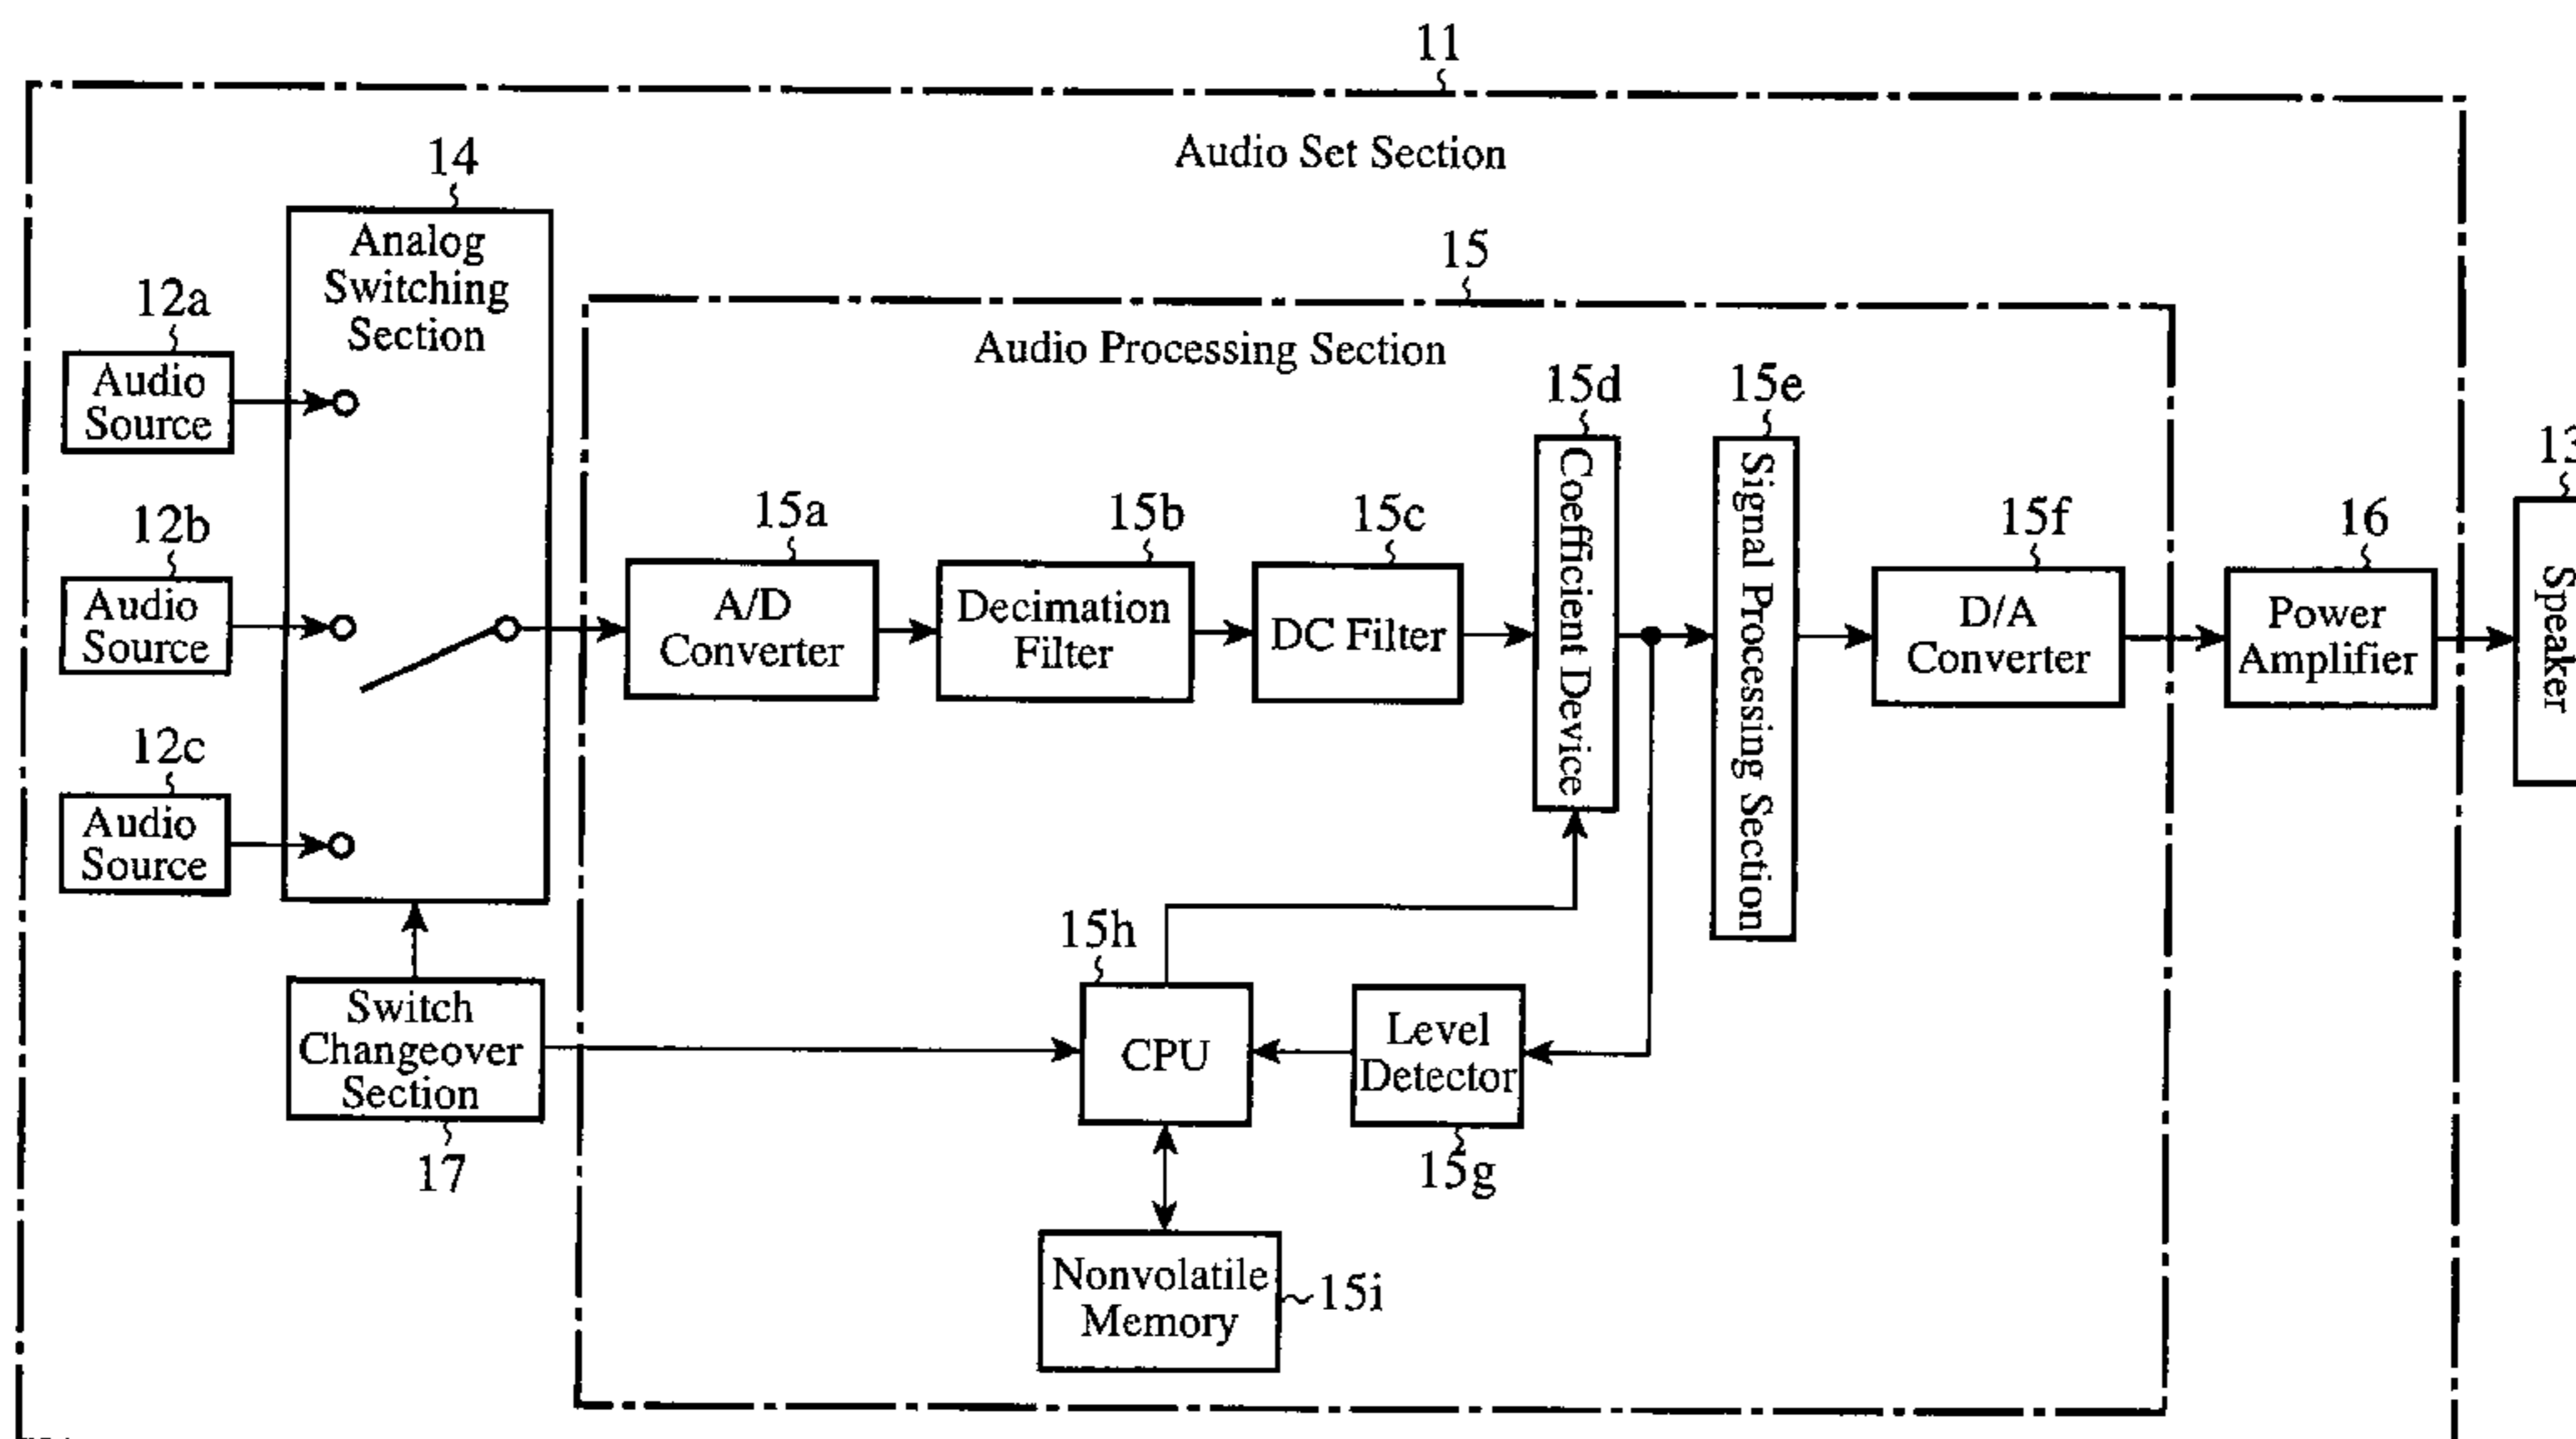 11
Audio Set Section
14
Analog
Switching
Section
15
Audio Processing Section
12a
Audio
Source
12b
Audio
Source
12c
Audio
Source
15a
A/D
Converter
15b
Decimation
Filter
15c
DC Filter
15d
Coefficient Device
15e
Signal Processing Section
15f
D/A
Converter
16
Power
Amplifier
13
Speaker
Switch
Changeover
Section
17
15h
CPU
Level
Detector
15g
Nonvolatile
Memory
15i